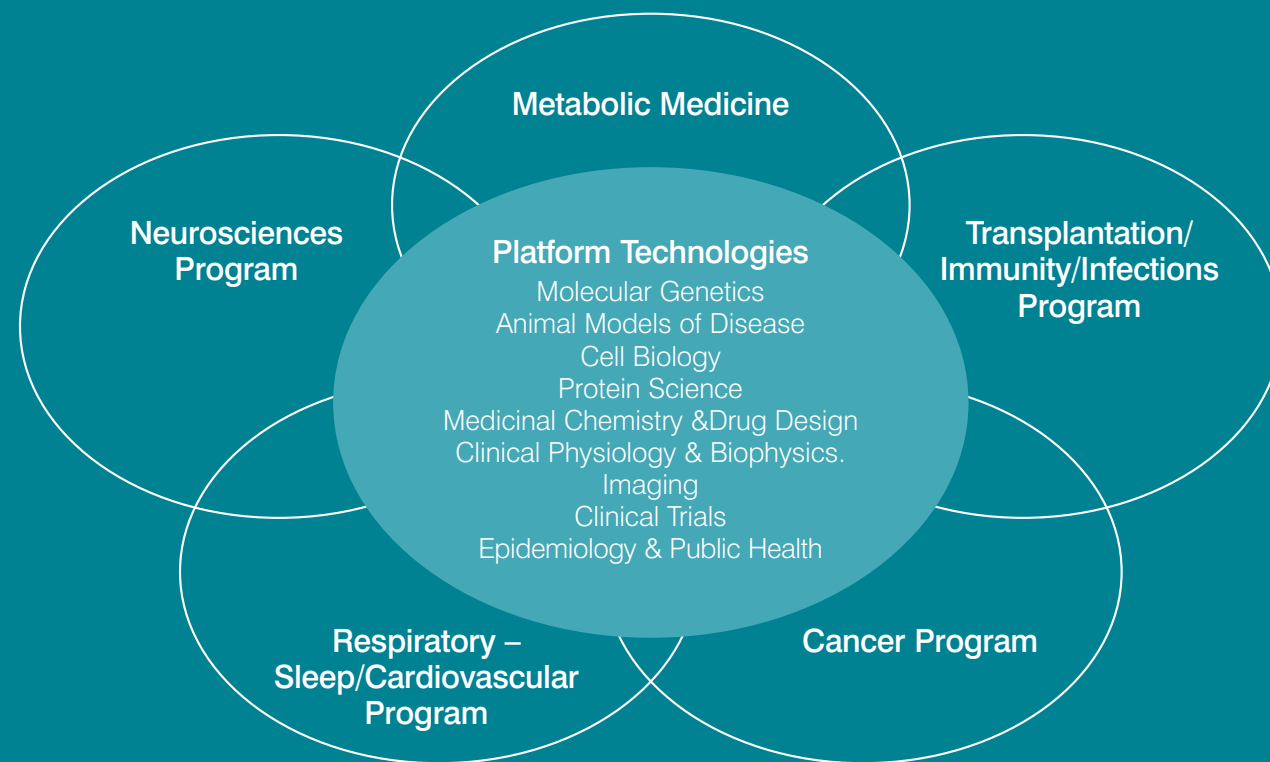 Metabolic Medicine
Neurosciences
Program
Transplantation/
Immunity/Infections
Program
Platform Technologies
Molecular Genetics
Animal Models of Disease
Cell Biology
Protein Science
Medicinal Chemistry &Drug Design
Clinical Physiology & Biophysics.
Imaging
Clinical Trials
Epidemiology & Public Health
Respiratory –
Sleep/Cardiovascular
Program
Cancer Program